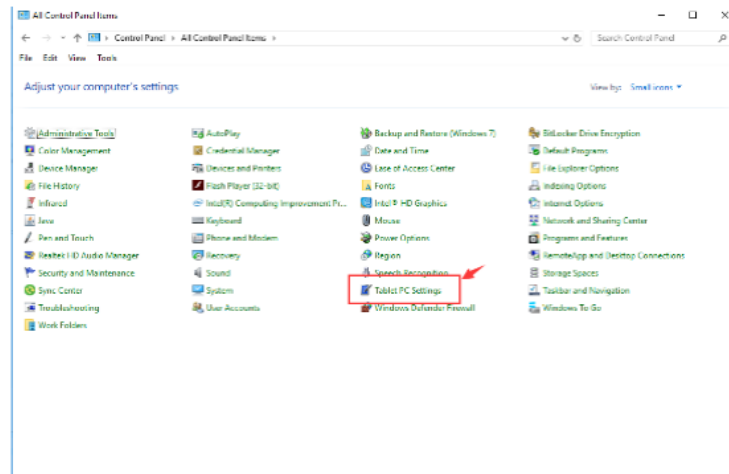 All Control Panel Items
Control Panel > All Control Panel Items >
Search Control Panel
File Edit View Tools
Adjust your computer's settings
View by: Small icons
Administrative Tools AutoPlay Backup and Restore (Windows 7) BitLocker Drive Encryption
Color Management Credential Manager Date and Time Default Programs
Device Manager Devices and Printers Ease of Access Center File Explorer Options
File History Flash Player (32-bit) Fonts Indexing Options
Infrared Intel(R) Computing Improvement Pr... Intel® HD Graphics Internet Options
Java Keyboard Mouse Network and Sharing Center
Pen and Touch Phone and Modem Power Options Programs and Features
Realtek HD Audio Manager Recovery Region RemoteApp and Desktop Connections
Security and Maintenance Sound Speech Recognition Storage Spaces
Sync Center System Tablet PC Settings Taskbar and Navigation
Troubleshooting User Accounts Windows Defender Firewall Windows To Go
Work Folders